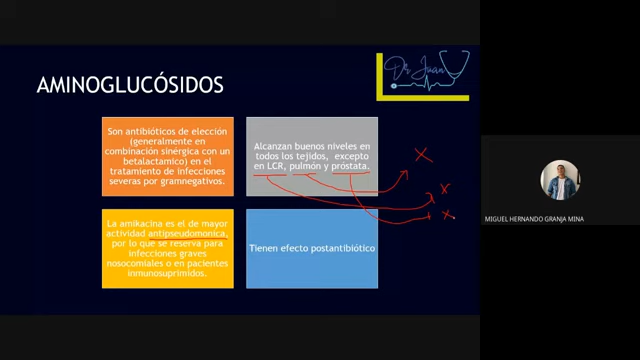 AMINOGLUCÓSIDOS
Dr Juan
Son antibióticos de elección
(generalmente en
combinación sinérgica con un
betalactamico) en el
tratamiento de infecciones
severas por gramnegativos.
Alcanzan buenos niveles en
todos los tejidos, excepto
en LCR, pulmón y próstata.
X
X
X
La amikacina es el de mayor
actividad antipseudomonica,
por lo que se reserva para
infecciones graves
nosocomiales o en pacientes
inmunosuprimidos.
Tienen efecto postantibiótico
MIGUEL HERNANDO GRANJA MINA